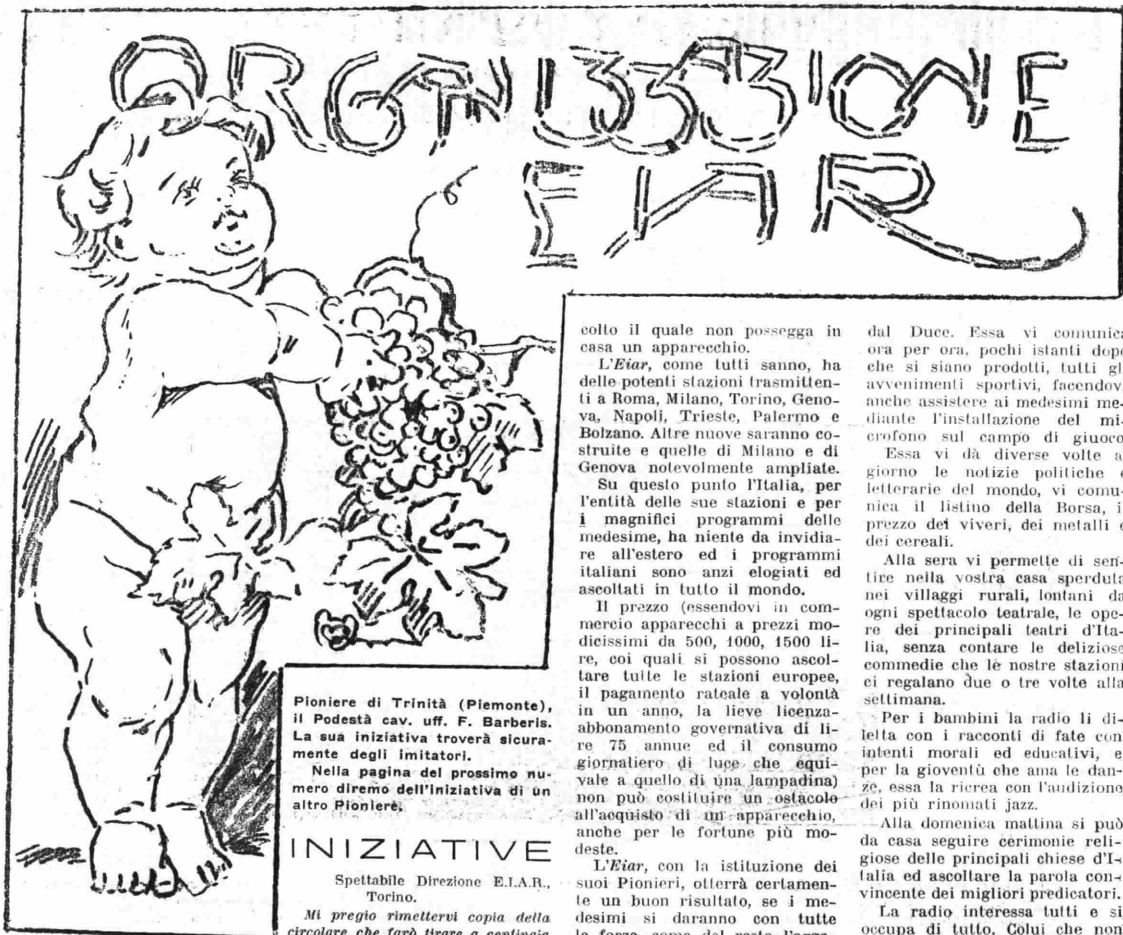 ORGANIZZAZIONE
EIAR
Pioniere di Trinità (Piemonte),
il Podestà cav. uff. F. Barberis.
La sua iniziativa troverà sicura-
mente degli imitatori.
Nella pagina del prossimo nu-
mero diremo dell'iniziativa di un
altro Pioniere.
INIZIATIVE
Spettabile Direzione E.I.A.R.,
Torino.
Mi pregio rimettervi copia della
circolare che farò tirare a centinaia
colto il quale non possegga in
casa un apparecchio.
L'Eiar, come tutti sanno, ha
delle potenti stazioni trasmitten-
ti a Roma, Milano, Torino, Geno-
va, Napoli, Trieste, Palermo e
Bolzano. Altre nuove saranno co-
struite e quelle di Milano e di
Genova notevolmente ampliate.
Su questo punto l'Italia, per
l'entità delle sue stazioni e per
i magnifici programmi delle
medesime, ha niente da invidia-
re all'estero ed i programmi
italiani sono anzi elogiati ed
ascoltati in tutto il mondo.
Il prezzo (essendovi in com-
mercio apparecchi a prezzi mo-
dicissimi da 500, 1000, 1500 li-
re, coi quali si possono ascol-
tare tutte le stazioni europee,
il pagamento rateale a volontà
in un anno, la lieve licenza-
abbonamento governativa di li-
re 75 annue ed il consumo
giornaliero di luce che equi-
vale a quello di una lampadina)
non può costituire un ostacolo
all'acquisto di un apparecchio,
anche per le fortune più mo-
deste.
L'Eiar, con la istituzione dei
suoi Pionieri, otterrà certamen-
te un buon risultato, se i me-
desimi si daranno con tutte
dal Duce. Essa vi comunica
ora per ora, pochi istanti dopo
che si siano prodotti, tutti gl
avvenimenti sportivi, facendov
anche assistere ai medesimi me-
diante l'installazione del mi-
crofono sul campo di giuoco
Essa vi dà diverse volte a
giorno le notizie politiche e
letterarie del mondo, vi comu-
nica il listino della Borsa, i
prezzo dei viveri, dei metalli e
dei cereali.
Alla sera vi permette di sen-
tire nella vostra casa sperduta
nei villaggi rurali, lontani da
ogni spettacolo teatrale, le ope-
re dei principali teatri d'Ita-
lia, senza contare le deliziose
commedie che le nostre stazioni
ci regalano due o tre volte alla
settimana.
Per i bambini la radio li di-
letta con i racconti di fate con
intenti morali ed educativi, e
per la gioventù che ama le dan-
ze, essa la ricrea con l'audizione
dei più rinomati jazz.
Alla domenica mattina si può
da casa seguire cerimonie reli-
giose delle principali chiese d'I-
talia ed ascoltare la parola con-
vincente dei migliori predicatori.
La radio interessa tutti e si
occupa di tutto. Colui che non